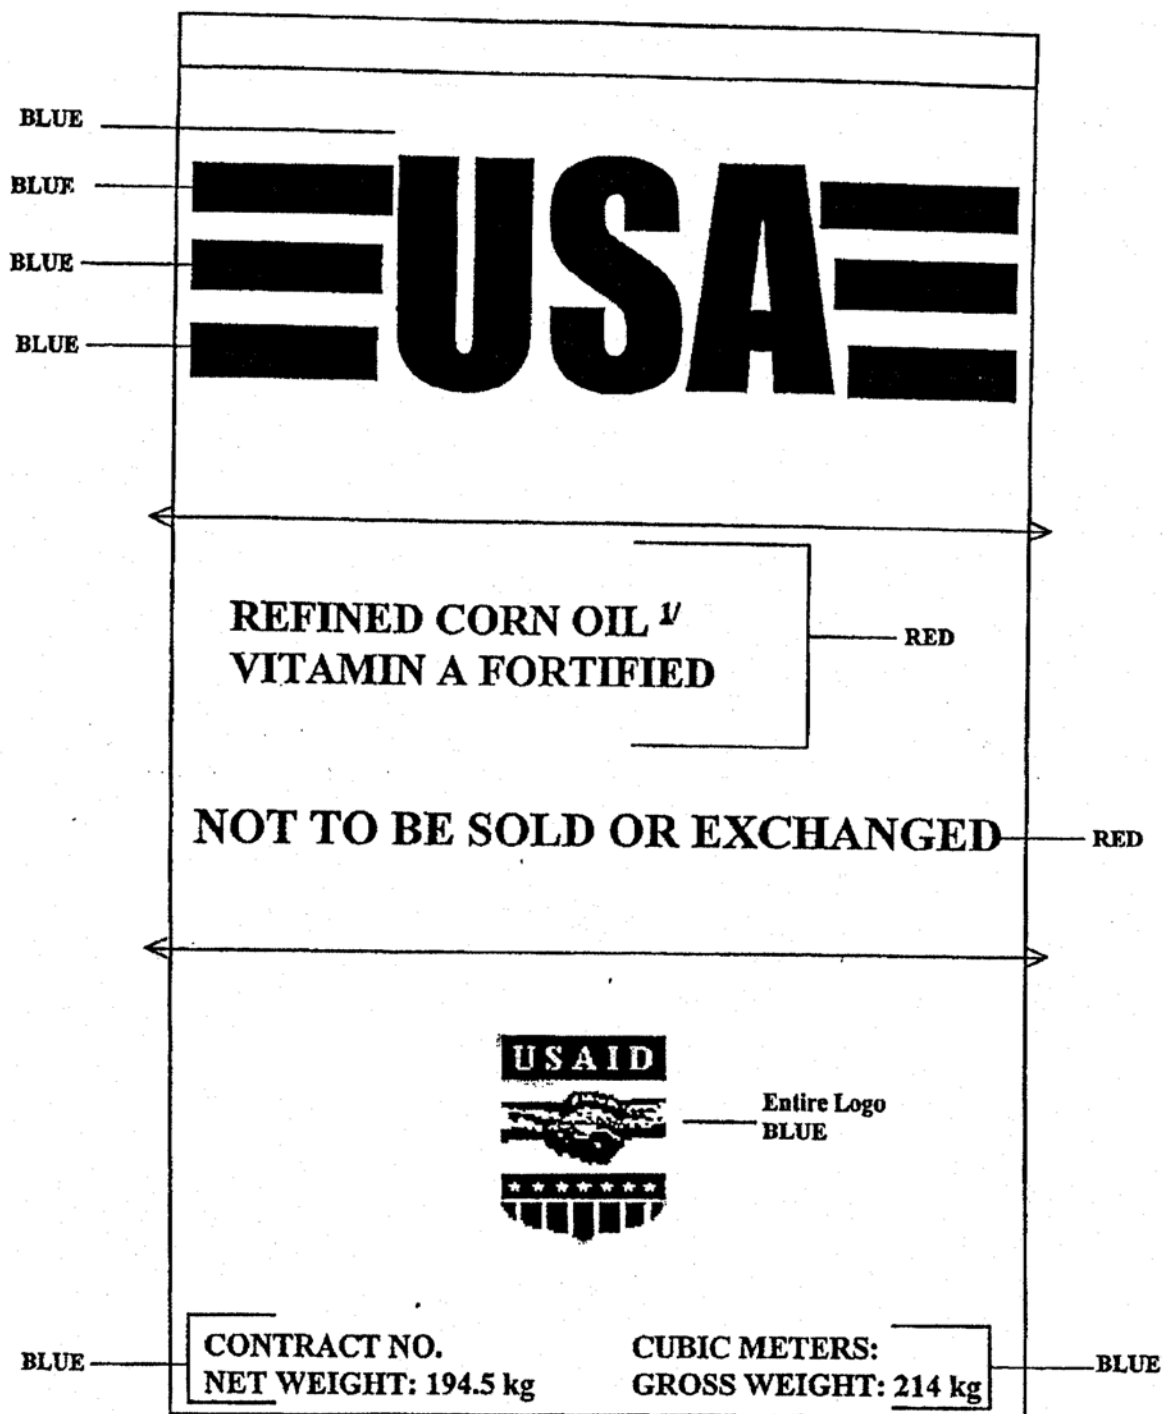 BLUE
USA
BLUE
BLUE
BLUE
REFINED CORN OIL 1/
VITAMIN A FORTIFIED
RED
NOT TO BE SOLD OR EXCHANGED
RED
USAID
Entire Logo
BLUE
BLUE
CONTRACT NO.
NET WEIGHT: 194.5 kg
CUBIC METERS:
GROSS WEIGHT: 214 kg
BLUE